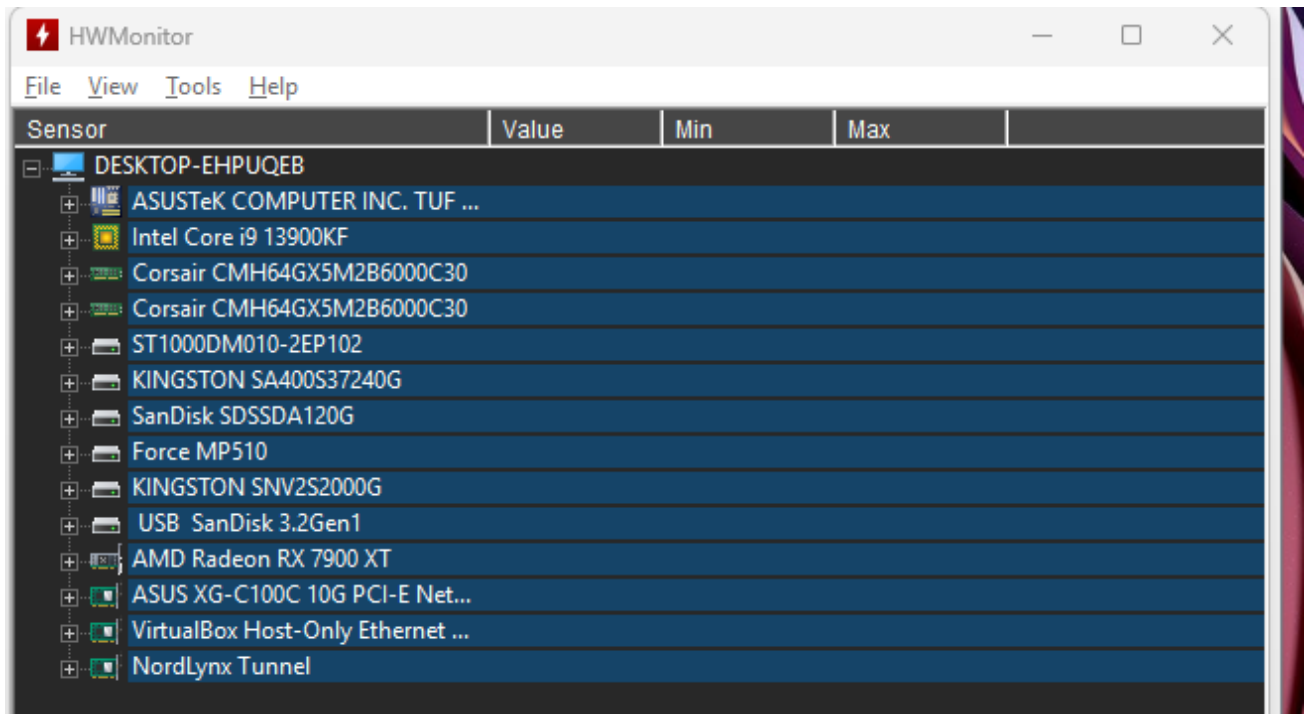 HWMonitor
File View Tools Help
Sensor Value Min Max
DESKTOP-EHPUQEB
ASUSTeK COMPUTER INC. TUF ...
Intel Core i9 13900KF
Corsair CMH64GX5M2B6000C30
Corsair CMH64GX5M2B6000C30
ST1000DM010-2EP102
KINGSTON SA400S37240G
SanDisk SDSSDA120G
Force MP510
KINGSTON SNV2S2000G
USB  SanDisk 3.2Gen1
AMD Radeon RX 7900 XT
ASUS XG-C100C 10G PCI-E Net...
VirtualBox Host-Only Ethernet ...
NordLynx Tunnel